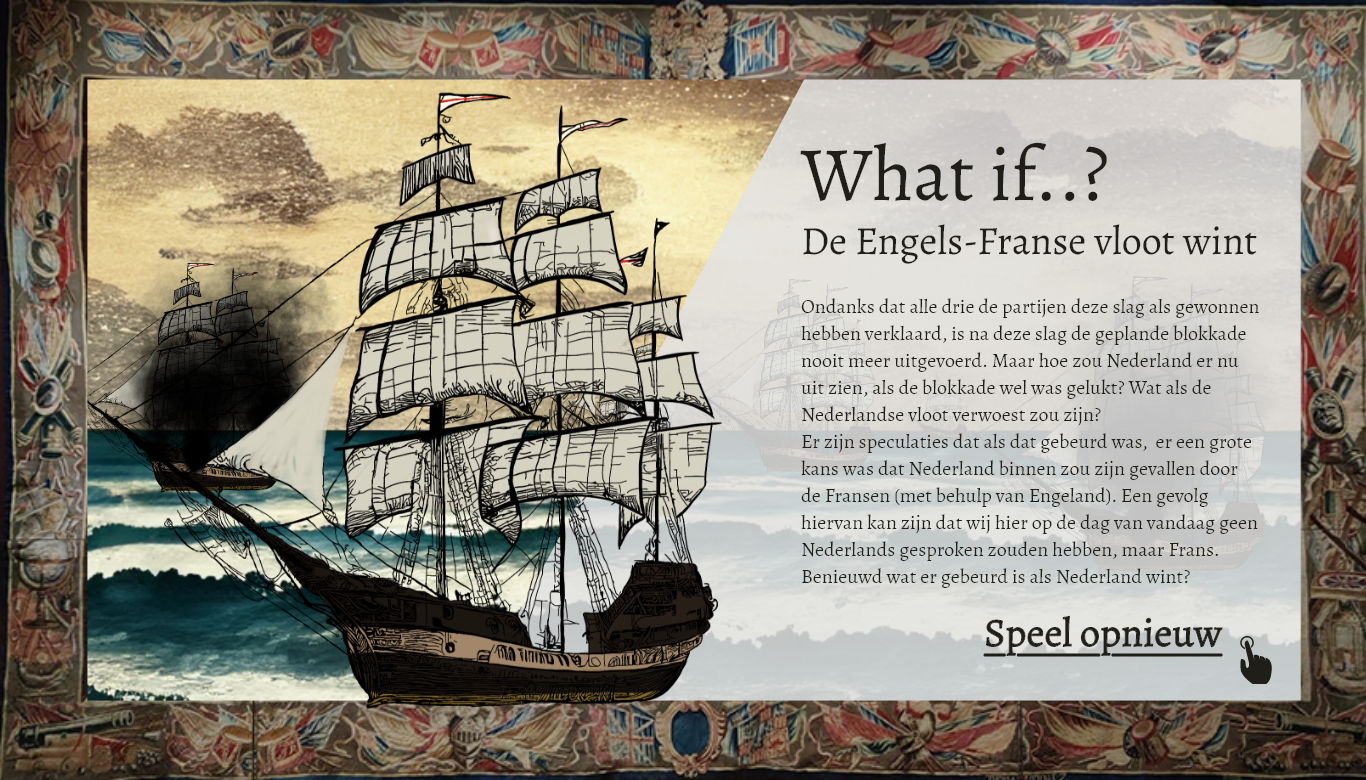 What if..?
De Engels-Franse vloot wint
Ondanks dat alle drie de partijen deze slag als gewonnen
hebben verklaard, is na deze slag de geplande blokkade
nooit meer uitgevoerd. Maar hoe zou Nederland er nu
uit zien, als de blokkade wel was gelukt? Wat als de
Nederlandse vloot verwoest zou zijn?
Er zijn speculaties dat als dat gebeurd was,  er een grote
kans was dat Nederland binnen zou zijn gevallen door
de Fransen (met behulp van Engeland). Een gevolg
hiervan kan zijn dat wij hier op de dag van vandaag geen
Nederlands gesproken zouden hebben, maar Frans.
Benieuwd wat er gebeurd is als Nederland wint?
Speel opnieuw